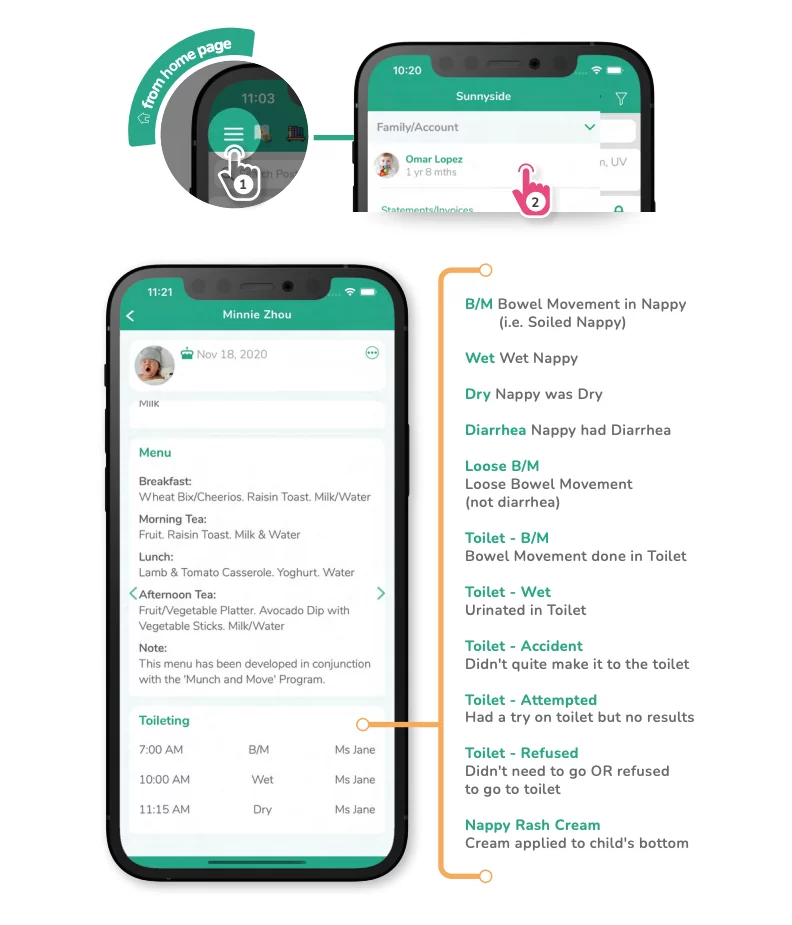 from home page
11:03
1
10:20
Sunnyside
Family/Account
Omar Lopez
1 yr 8 mths
n, UV
2
Statements/Invoices
11:21
Minnie Zhou
Nov 18, 2020
Milk
Menu
Breakfast:
Wheat Bix/Cheerios. Raisin Toast. Milk/Water
Morning Tea:
Fruit. Raisin Toast. Milk & Water
Lunch:
Lamb & Tomato Casserole. Yoghurt. Water
Afternoon Tea:
Fruit/Vegetable Platter. Avocado Dip with
Vegetable Sticks. Milk/Water
Note:
This menu has been developed in conjunction
with the 'Munch and Move' Program.
Toileting
7:00 AM B/M Ms Jane
10:00 AM Wet Ms Jane
11:15 AM Dry Ms Jane
B/M Bowel Movement in Nappy
(i.e. Soiled Nappy)
Wet Wet Nappy
Dry Nappy was Dry
Diarrhea Nappy had Diarrhea
Loose B/M
Loose Bowel Movement
(not diarrhea)
Toilet - B/M
Bowel Movement done in Toilet
Toilet - Wet
Urinated in Toilet
Toilet - Accident
Didn't quite make it to the toilet
Toilet - Attempted
Had a try on toilet but no results
Toilet - Refused
Didn't need to go OR refused
to go to toilet
Nappy Rash Cream
Cream applied to child's bottom